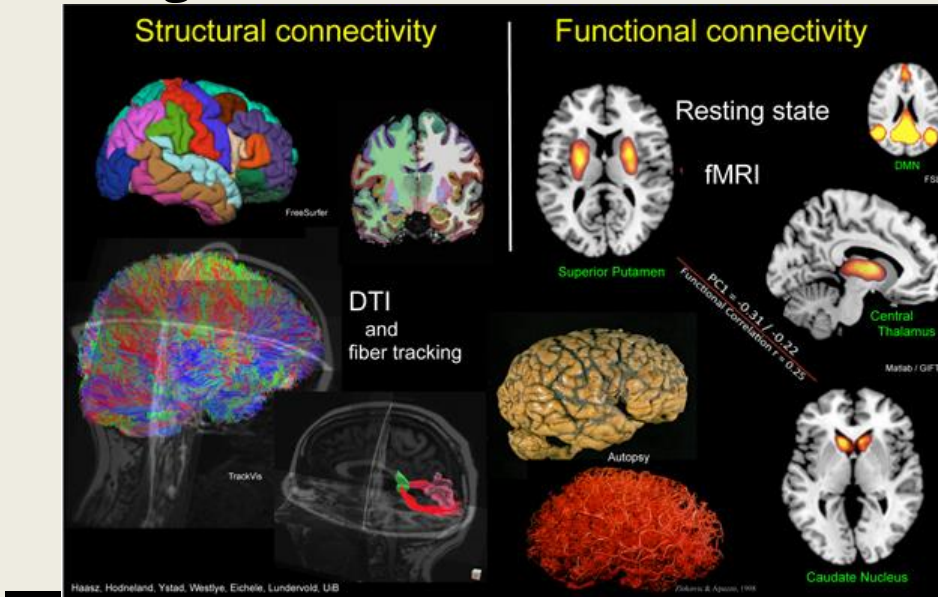 Structural connectivity
Functional connectivity
FreeSurfer
Resting state
fMRI
DMN
FSL
Superior Putamen
DTI
and
fiber tracking
PC1 = -0.31 / -0.22
Functional Correlation r = 0.25
Central
Thalamus
Matlab / GIFT
TrackVis
Autopsy
Caudate Nucleus
Haasz, Hodneland, Ystad, Westlye, Eichele, Lundervold, UiB
1998